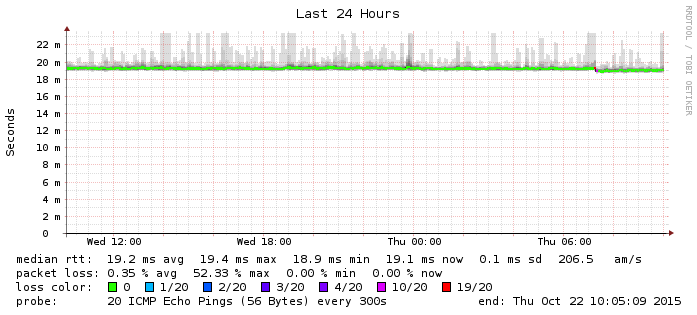 Last 24 Hours
RRDTOOL / TOBI OETIKER
Seconds
22 m
20 m
18 m
16 m
14 m
12 m
10 m
8 m
6 m
4 m
2 m
0
Wed 12:00 Wed 18:00 Thu 00:00 Thu 06:00
median rtt: 19.2 ms avg 19.4 ms max 18.9 ms min 19.1 ms now 0.1 ms sd 206.5 am/s
packet loss: 0.35 % avg 52.33 % max 0.00 % min 0.00 % now
loss color: 0 1/20 2/20 3/20 4/20 10/20 19/20
probe: 20 ICMP Echo Pings (56 Bytes) every 300s end: Thu Oct 22 10:05:09 2015